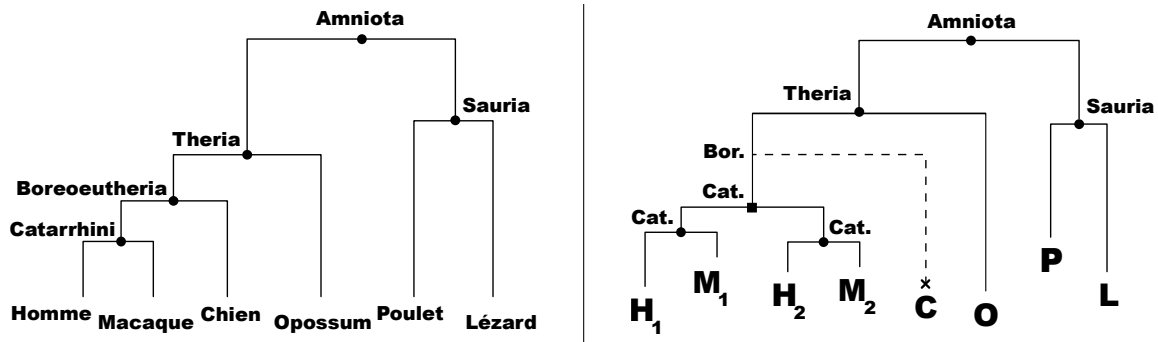 Amniota
Sauria
Theria
Boreoeutheria
Catarrhini
Homme
Macaque
Chien
Opossum
Poulet
Lézard
Amniota
Theria
Sauria
Bor.
Cat.
Cat.
Cat.
H1
M1
H2
M2
C
O
P
L